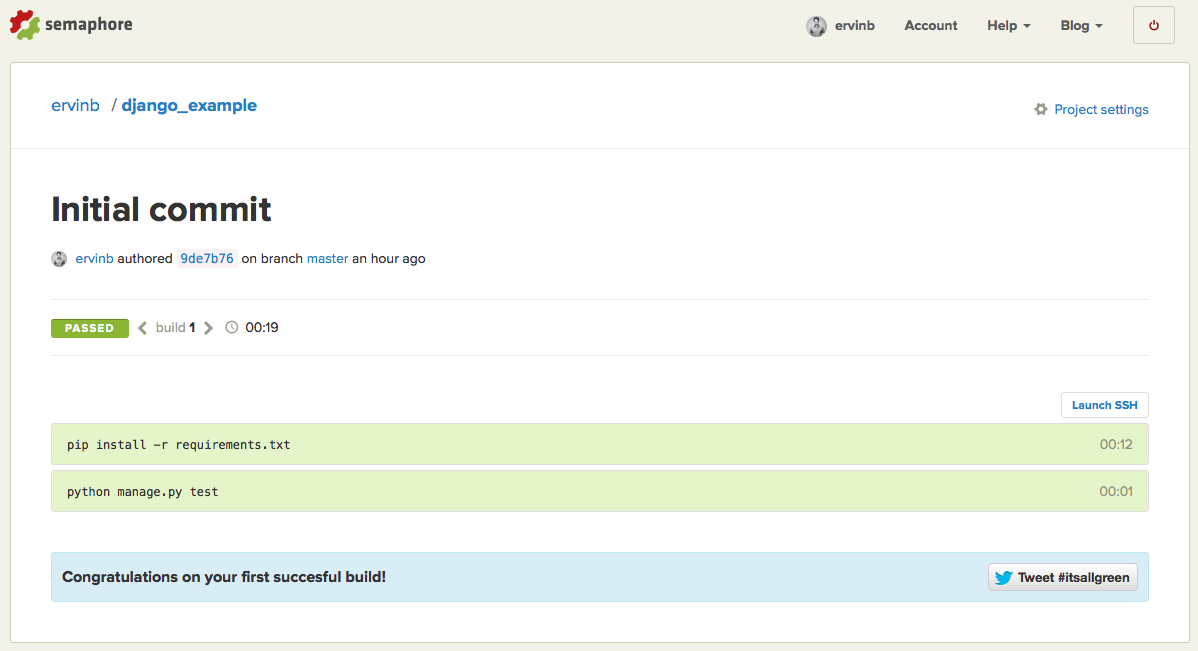 semaphore
ervinb Account Help Blog
ervinb / django_example
Project settings
Initial commit
ervinb authored 9de7b76 on branch master an hour ago
PASSED build 1 00:19
Launch SSH
pip install -r requirements.txt 00:12
python manage.py test 00:01
Congratulations on your first succesful build! Tweet #itsallgreen